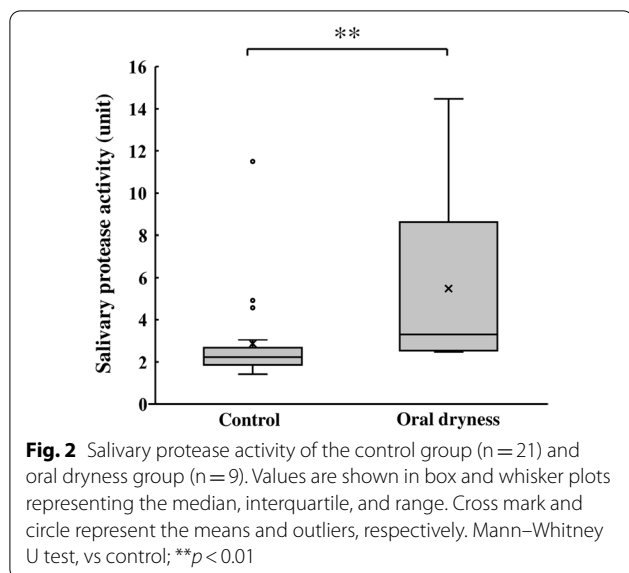 **
16
14
12
10
8
6
4
2
0
Salivary protease activity (unit)
Control
Oral dryness
Fig. 2 Salivary protease activity of the control group (n = 21) and
oral dryness group (n = 9). Values are shown in box and whisker plots
representing the median, interquartile, and range. Cross mark and
circle represent the means and outliers, respectively. Mann–Whitney
U test, vs control; **p < 0.01